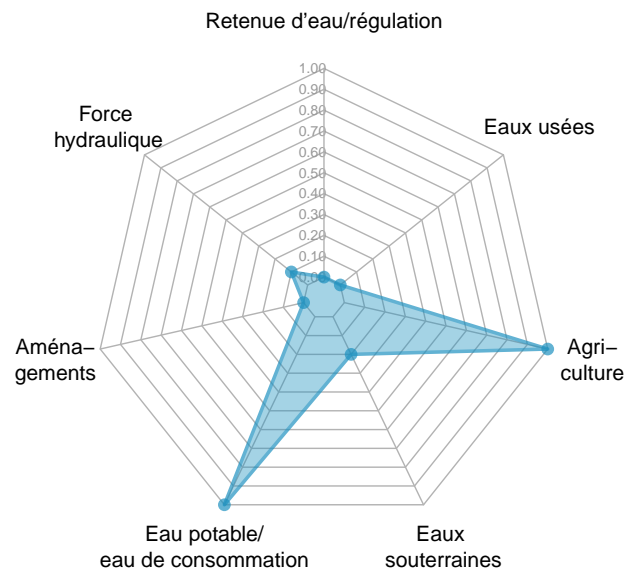 Retenue d'eau/régulation
1.00
0.90
0.80
0.70
0.60
0.50
0.40
0.30
0.20
0.10
Force
hydraulique
Eaux usées
Aména–
gements
Agri–
culture
Eau potable/
eau de consommation
Eaux
souterraines